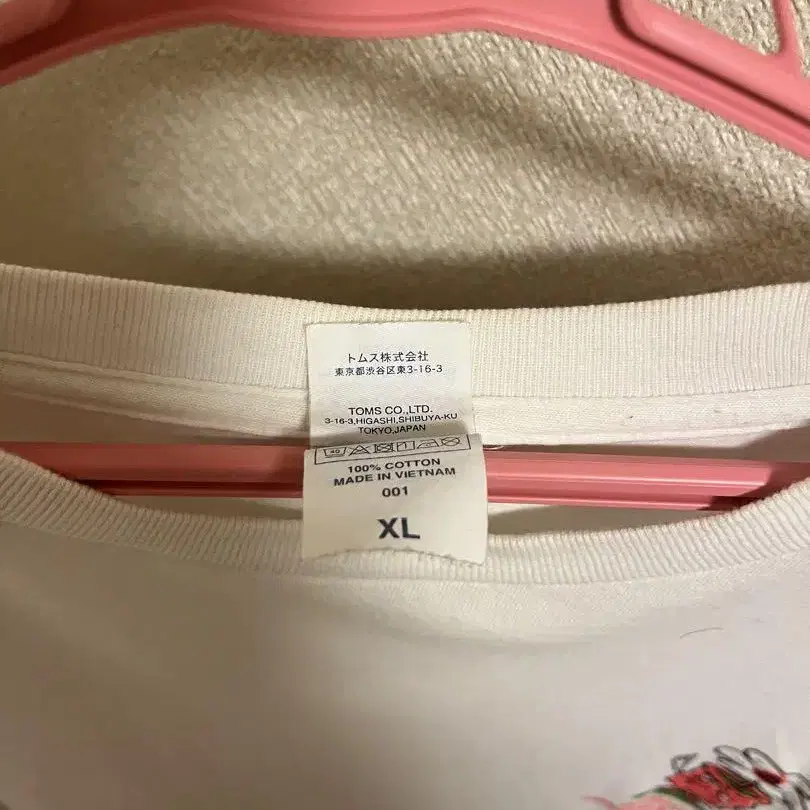 トムス株式会社
東京都渋谷区東3-16-3
TOMS CO.,LTD.
3-16-3,HIGASHI,SHIBUYA-KU
TOKYO,JAPAN
40
100% COTTON
MADE IN VIETNAM
001
XL